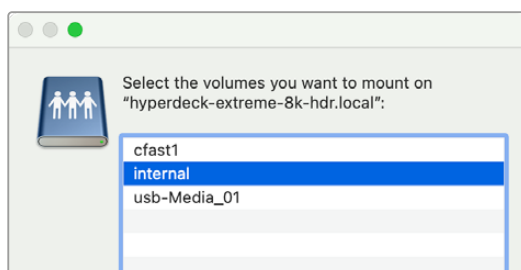 Select the volumes you want to mount on
“hyperdeck-extreme-8k-hdr.local”:
cfast1
internal
usb-Media_01